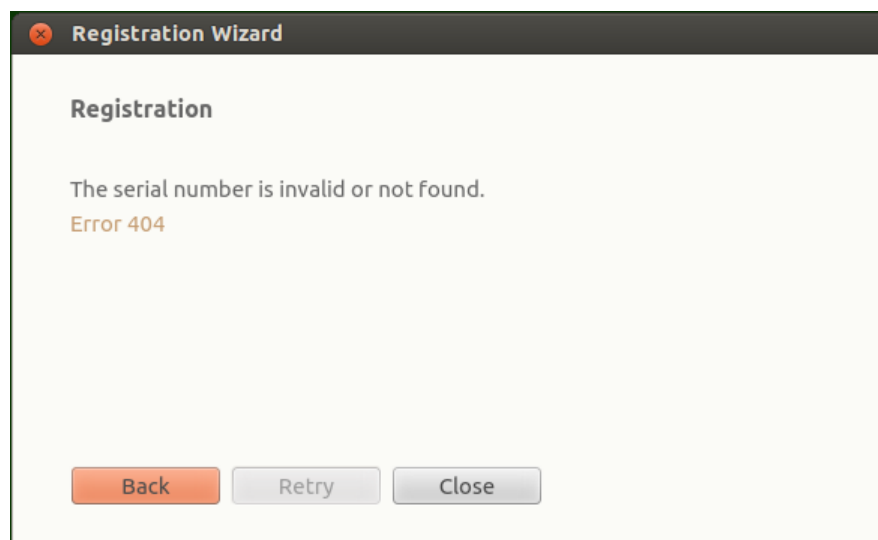 Registration Wizard
Registration
The serial number is invalid or not found.
Error 404
Back Retry Close